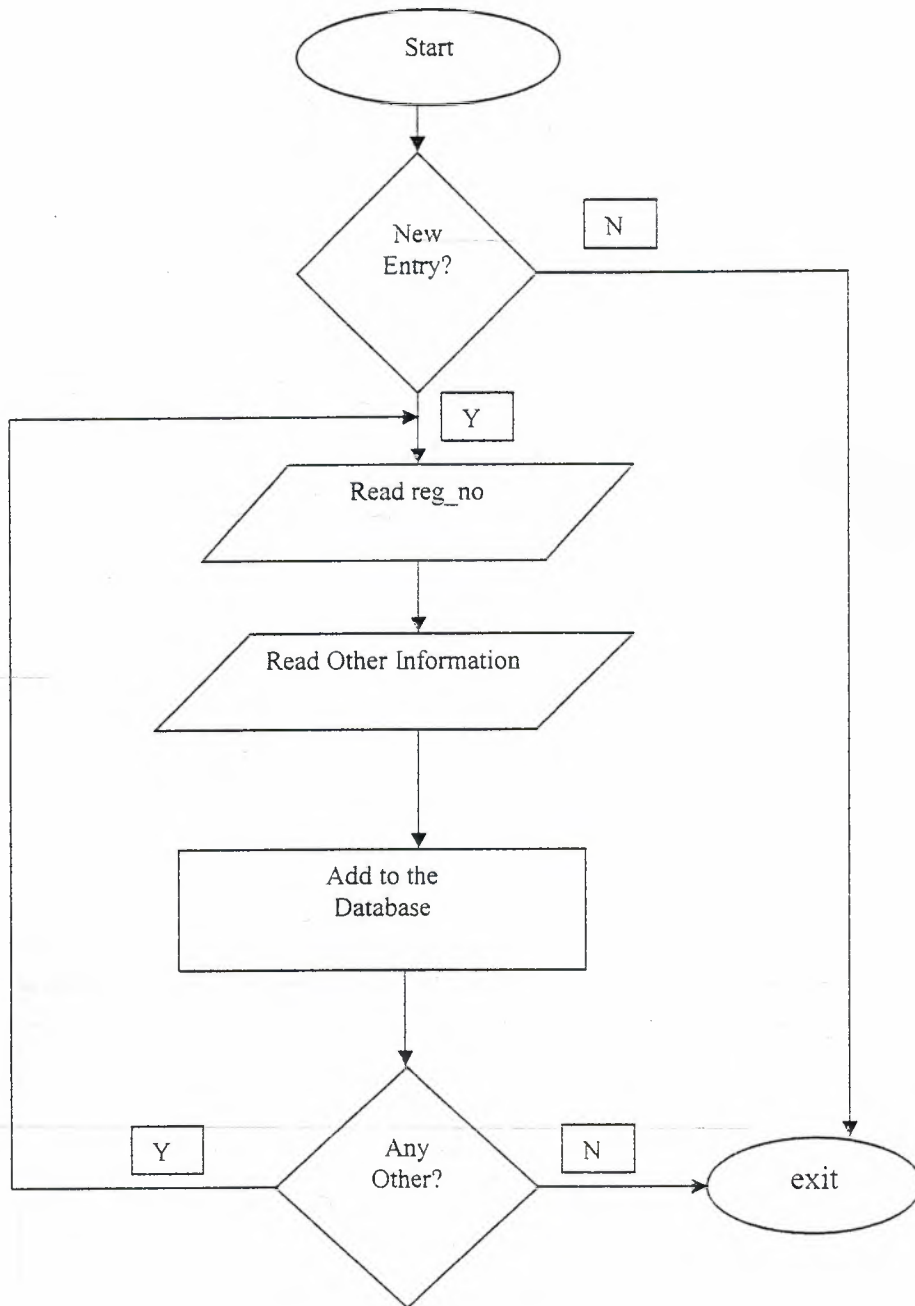 Start
New
Entry?
N
Y
Read reg_no
Read Other Information
Add to the
Database
Y
Any
Other?
N
exit